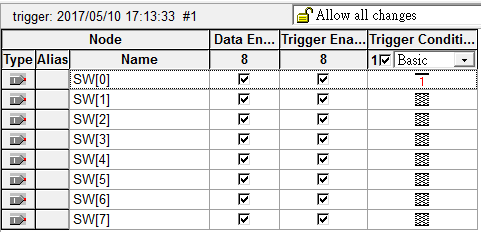 trigger: 2017/05/10 17:13:33 #1
Allow all changes
Node Data En... Trigger Ena... Trigger Conditi...
Type Alias Name 8 8 1 Basic
SW[0] 1
SW[1]
SW[2]
SW[3]
SW[4]
SW[5]
SW[6]
SW[7]